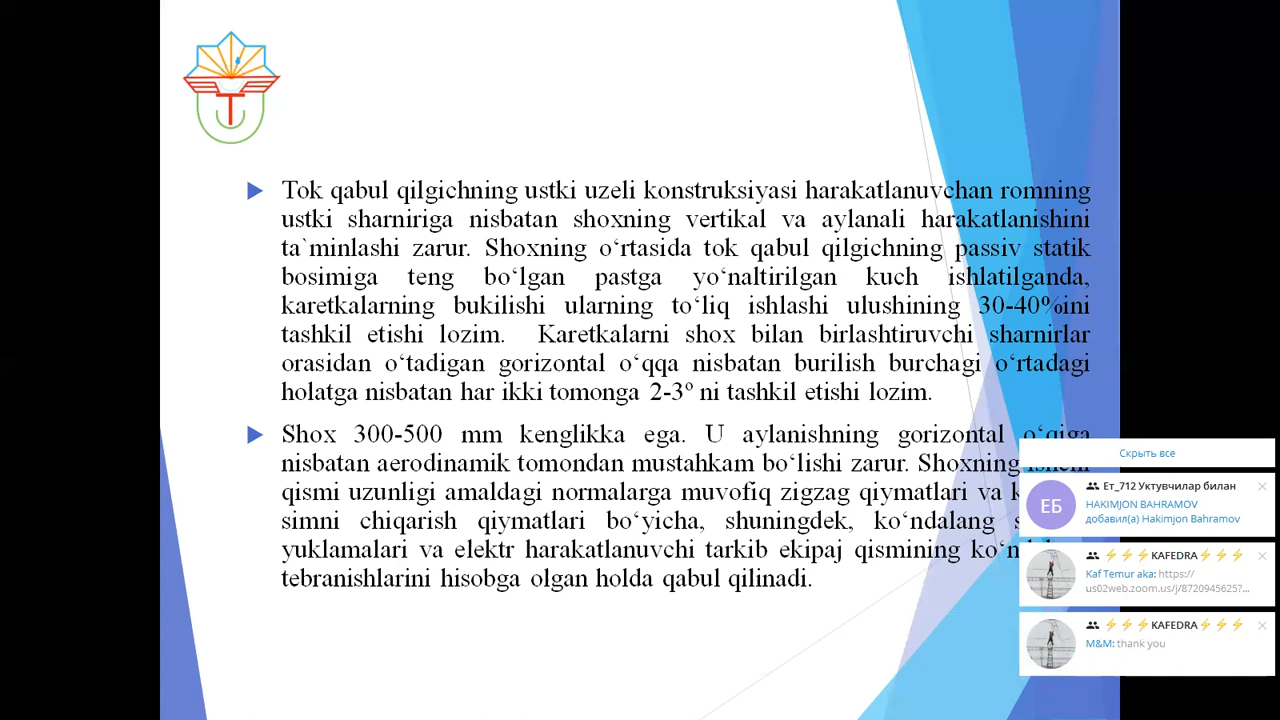 Tok qabul qilgichning ustki uzeli konstruksiyasi harakatlanuvchan romning
ustki sharniriga nisbatan shoxning vertikal va aylanali harakatlanishini
ta`minlashi zarur. Shoxning o‘rtasida tok qabul qilgichning passiv statik
bosimiga teng bo‘lgan pastga yo‘naltirilgan kuch ishlatilganda,
karetkalarning bukilishi ularning to‘liq ishlashi ulushining 30-40%ini
tashkil etishi lozim. Karetkalarni shox bilan birlashtiruvchi sharnirlar
orasidan o‘tadigan gorizontal o‘qqa nisbatan burilish burchagi o‘rtadagi
holatga nisbatan har ikki tomonga 2-3º ni tashkil etishi lozim.
Shox 300-500 mm kenglikka ega. U aylanishning gorizontal o‘qiga
nisbatan aerodinamik tomondan mustahkam bo‘lishi zarur. Shoxning
qismi uzunligi amaldagi normalarga muvofiq zigzag qiymatlari va
simni chiqarish qiymatlari bo‘yicha, shuningdek, ko‘ndalang
yuklamalari va elektr harakatlanuvchi tarkib ekipaj qismining
tebranishlarini hisobga olgan holda qabul qilinadi.
Скрыть все
ЕБ
Ет_712 Уктувчилар билан
HAKIMJON BAHRAMOV
добавил(а) Hakimjon Bahramov
⚡⚡⚡KAFEDRA⚡⚡⚡
Kaf Temur aka: https://
us02web.zoom.us/j/8720945625?...
⚡⚡⚡KAFEDRA⚡⚡⚡
M&M: thank you